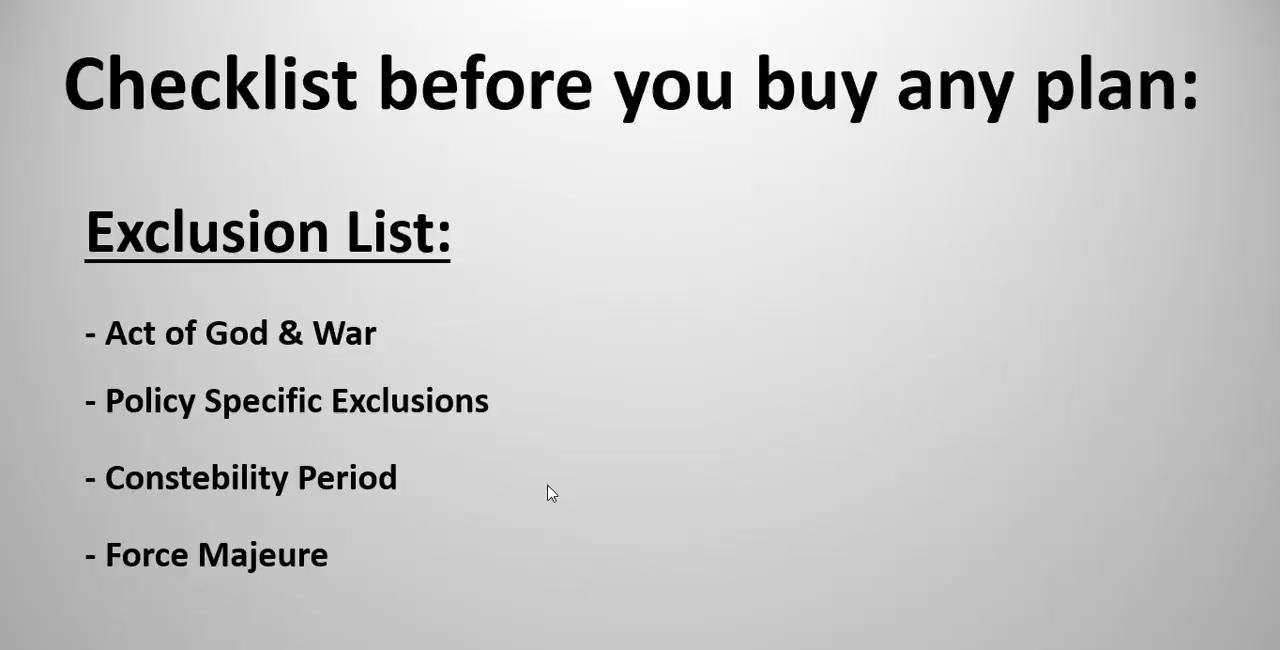 Checklist before you buy any plan:
Exclusion List:
- Act of God & War
- Policy Specific Exclusions
- Constebility Period
- Force Majeure